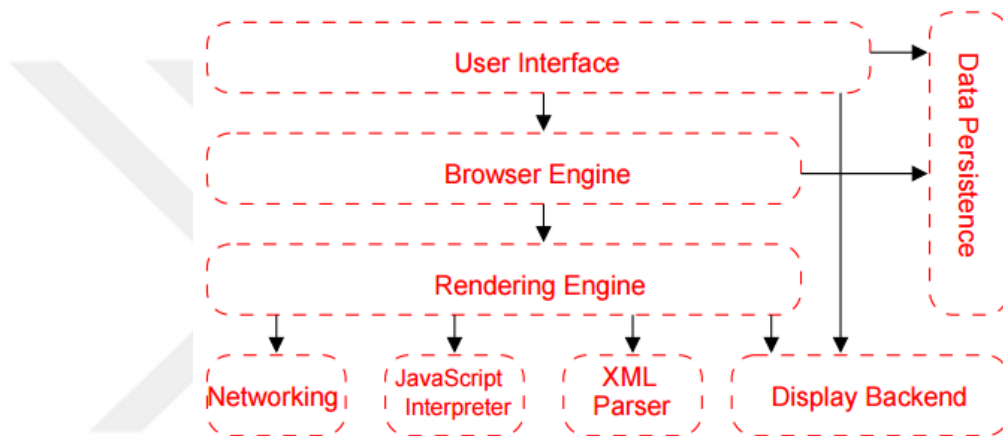 User Interface
Data Persistence
Browser Engine
Rendering Engine
Networking
JavaScript
Interpreter
XML
Parser
Display Backend